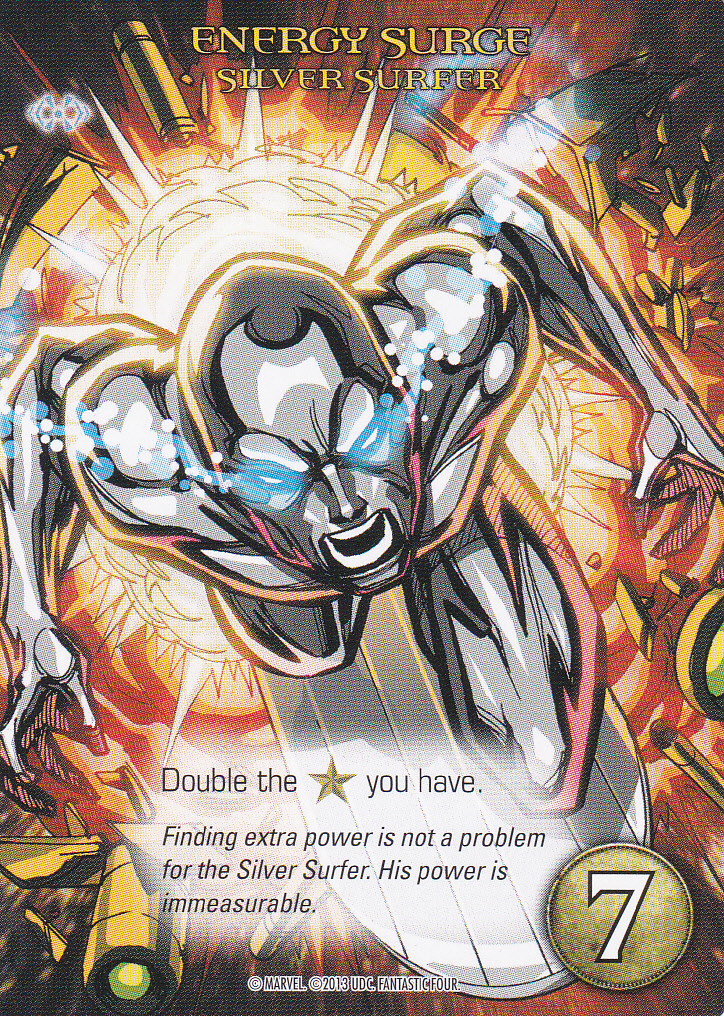 ENERGY SURGE
SILVER SURFER
Double the ★ you have.
Finding extra power is not a problem
for the Silver Surfer. His power is
immeasurable.
7
© MARVEL. ©2013 UDC. FANTASTIC FOUR.